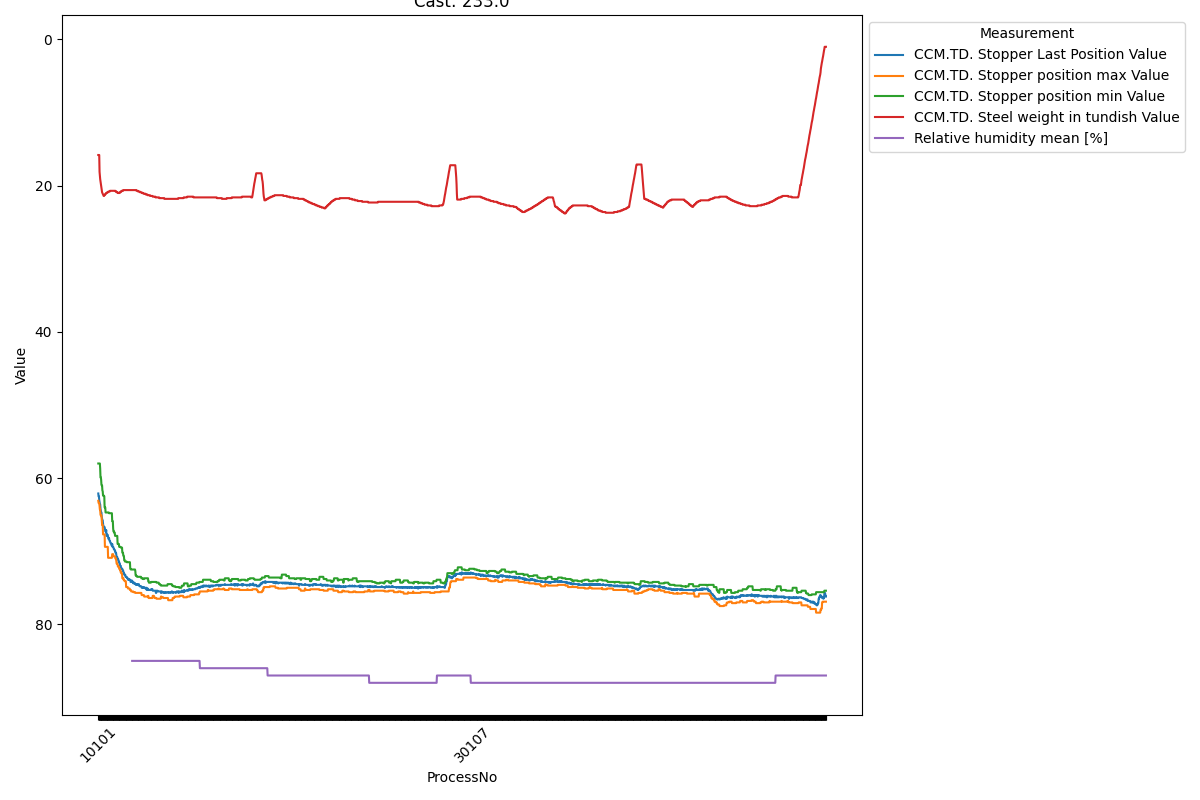 Cast: 233.0
Measurement
CCM.TD. Stopper Last Position Value
CCM.TD. Stopper position max Value
CCM.TD. Stopper position min Value
CCM.TD. Steel weight in tundish Value
Relative humidity mean [%]
0
20
40
60
80
Value
10101
30107
ProcessNo